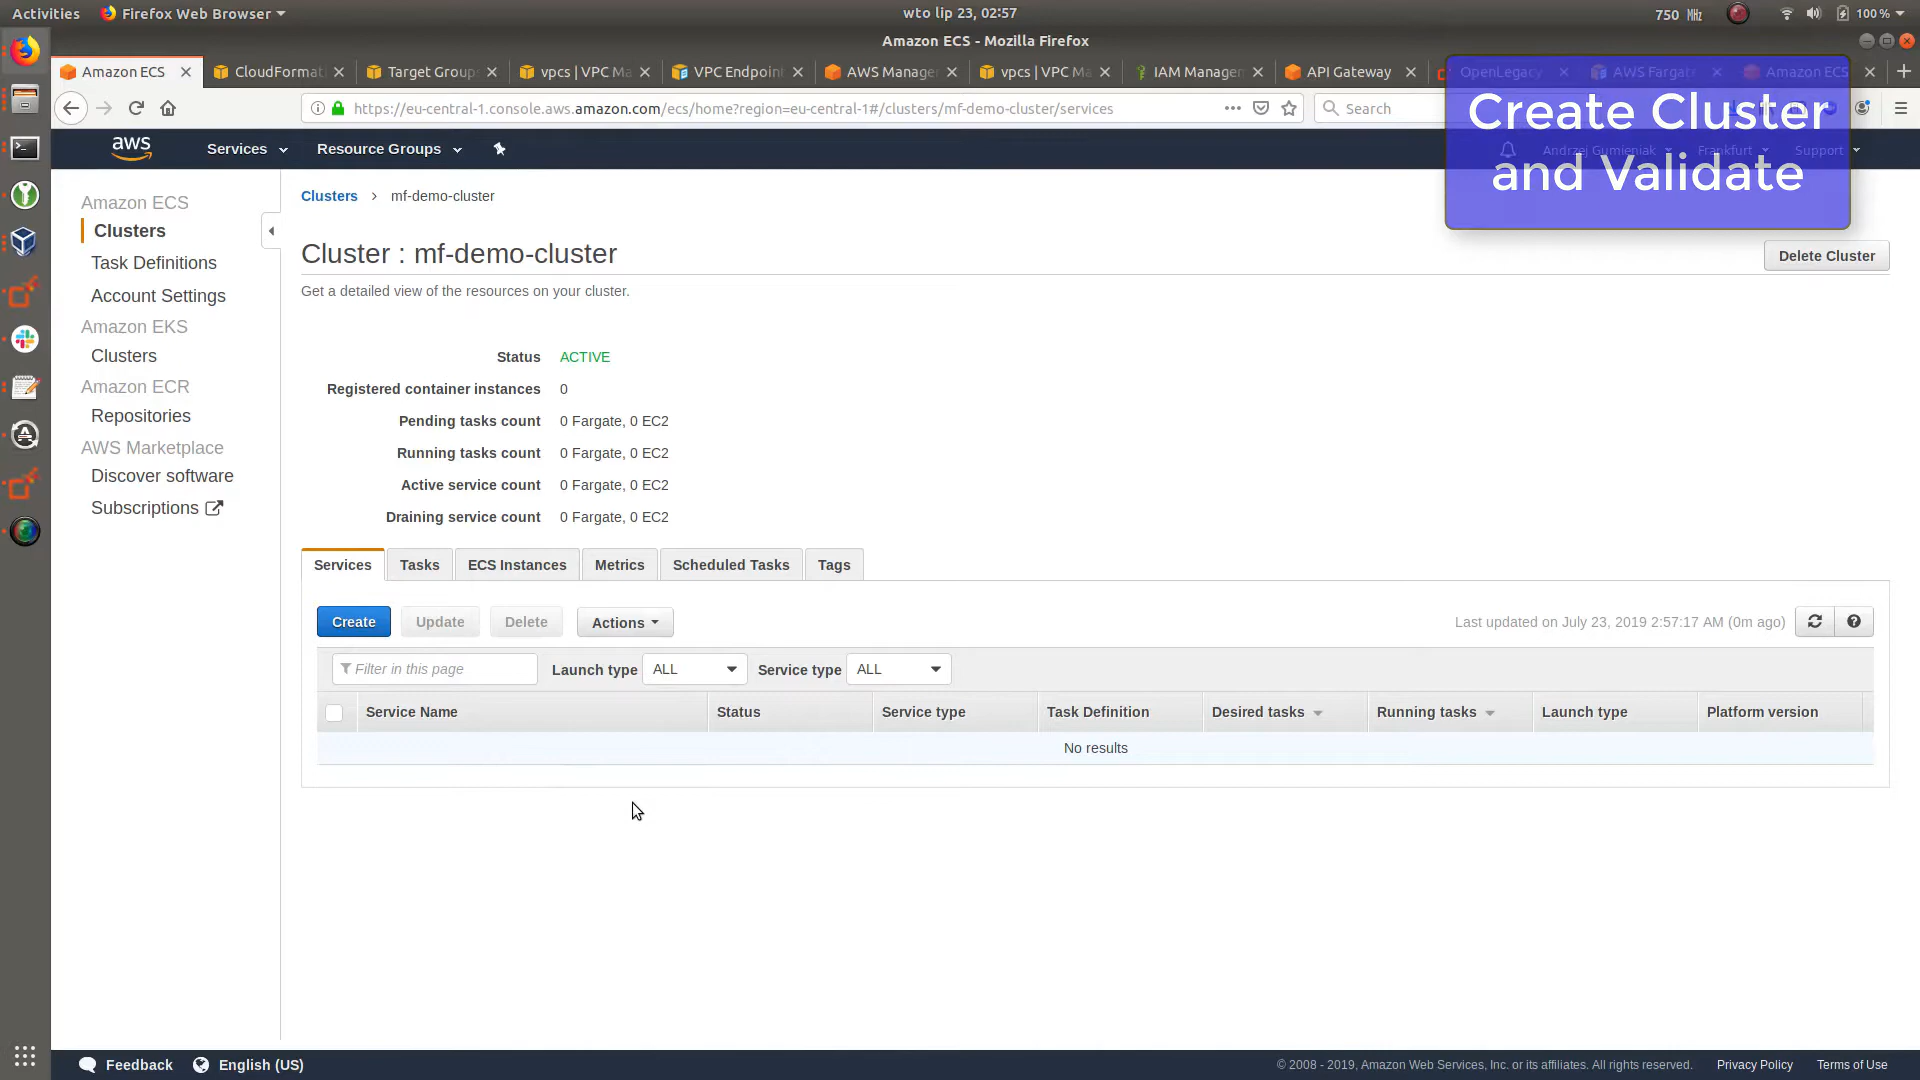 Activities Firefox Web Browser wto lip 23, 02:57 750 MHz 100 %
Amazon ECS - Mozilla Firefox
Amazon ECS CloudFormat Target Group vpcs | VPC Ma VPC Endpoin AWS Manage vpcs | VPC Ma IAM Manage API Gateway OpenLegacy AWS Fargat Amazon ECS
https://eu-central-1.console.aws.amazon.com/ecs/home?region=eu-central-1#/clusters/mf-demo-cluster/services Search
Create Cluster
and Validate
aws Services Resource Groups Andrzej Gumieniak Frankfurt Support
Amazon ECS
Clusters
Task Definitions
Account Settings
Amazon EKS
Clusters
Amazon ECR
Repositories
AWS Marketplace
Discover software
Subscriptions
Clusters > mf-demo-cluster
Cluster : mf-demo-cluster
Delete Cluster
Get a detailed view of the resources on your cluster.
Status ACTIVE
Registered container instances 0
Pending tasks count 0 Fargate, 0 EC2
Running tasks count 0 Fargate, 0 EC2
Active service count 0 Fargate, 0 EC2
Draining service count 0 Fargate, 0 EC2
Services Tasks ECS Instances Metrics Scheduled Tasks Tags
Create Update Delete Actions Last updated on July 23, 2019 2:57:17 AM (0m ago)
Filter in this page Launch type ALL Service type ALL
Service Name Status Service type Task Definition Desired tasks Running tasks Launch type Platform version
No results
Feedback English (US) © 2008 - 2019, Amazon Web Services, Inc. or its affiliates. All rights reserved. Privacy Policy Terms of Use